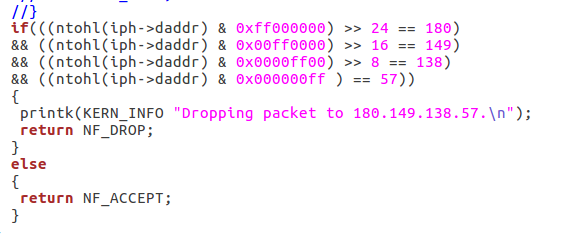 //}
if(((ntohl(iph->daddr) & 0xff000000) >> 24 == 180)
&& ((ntohl(iph->daddr) & 0x00ff0000) >> 16 == 149)
&& ((ntohl(iph->daddr) & 0x0000ff00) >> 8 == 138)
&& ((ntohl(iph->daddr) & 0x000000ff ) == 57))
{
 printk(KERN_INFO "Dropping packet to 180.149.138.57.\n");
 return NF_DROP;
}
else
{
 return NF_ACCEPT;
}